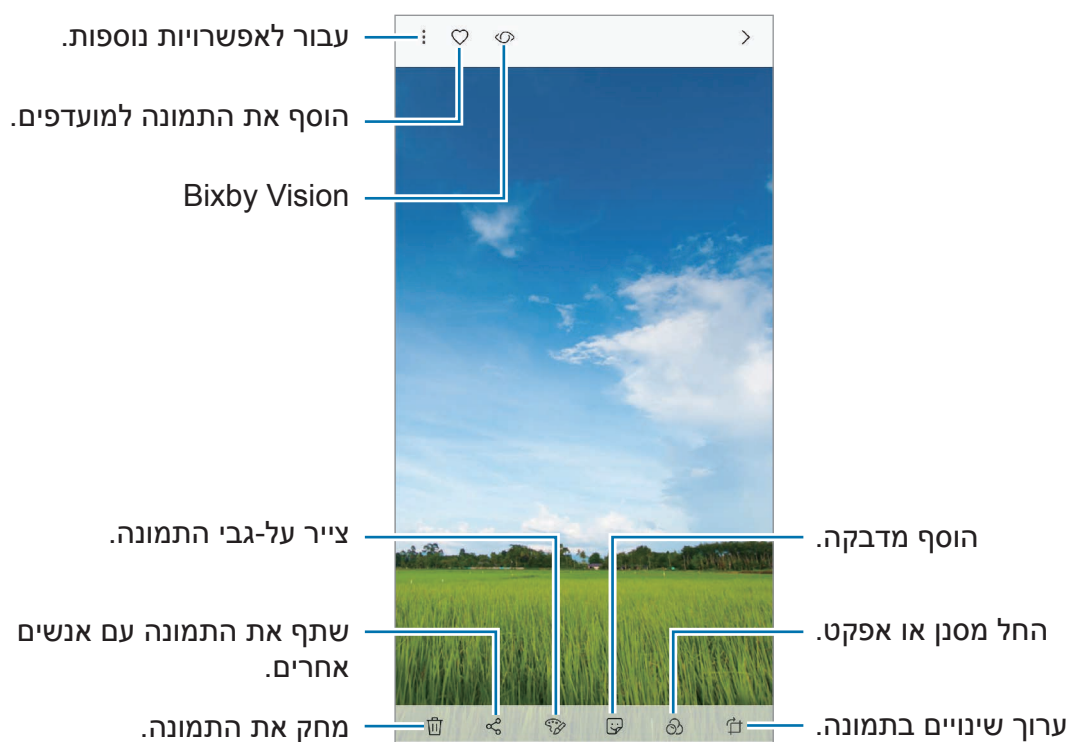 עבור לאפשרויות נוספות.
הוסף את התמונה למועדפים.
Bixby Vision
צייר על-גבי התמונה.
הוסף מדבקה.
שתף את התמונה עם אנשים
אחרים.
החל מסנן או אפקט.
מחק את התמונה.
ערוך שינויים בתמונה.